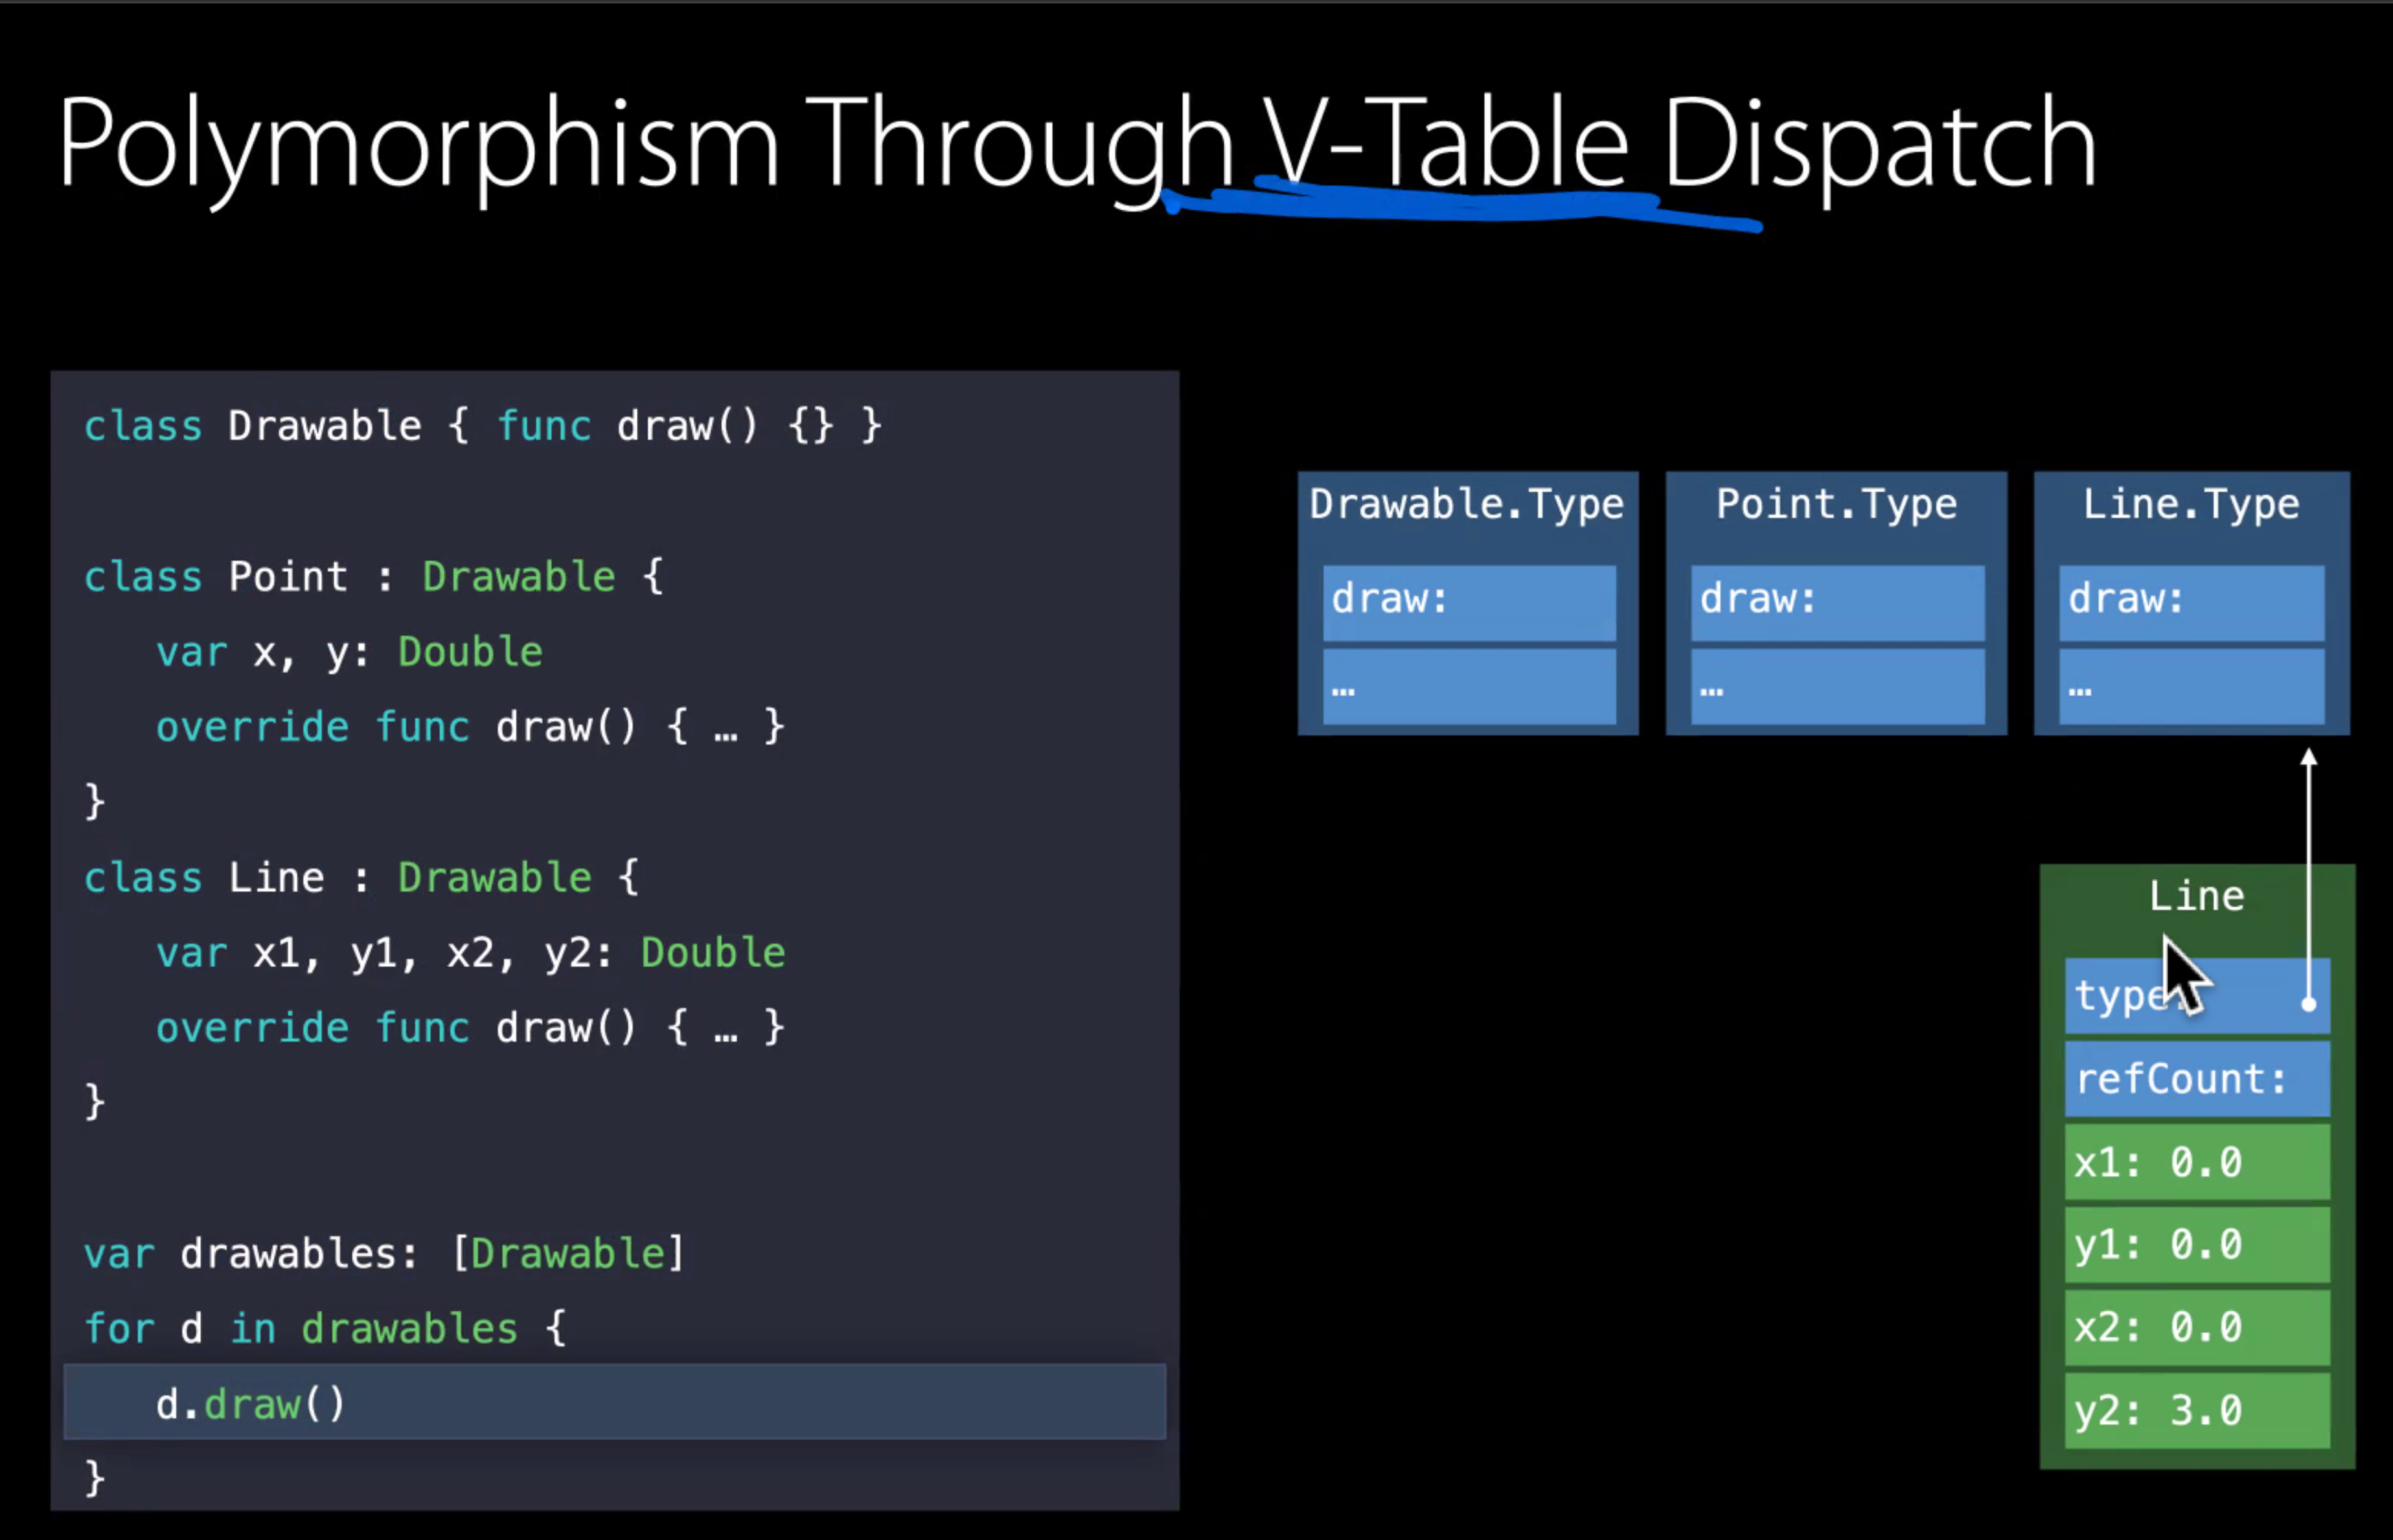 Polymorphism Through V-Table Dispatch
class Drawable { func draw() {} }
class Point : Drawable {
var x, y: Double
override func draw() { … }
}
class Line : Drawable {
var x1, y1, x2, y2: Double
override func draw() { … }
}
var drawables: [Drawable]
for d in drawables {
d.draw()
}
Drawable.Type
draw:
…
Point.Type
draw:
…
Line.Type
draw:
…
Line
type:
refCount:
x1: 0.0
y1: 0.0
x2: 0.0
y2: 3.0